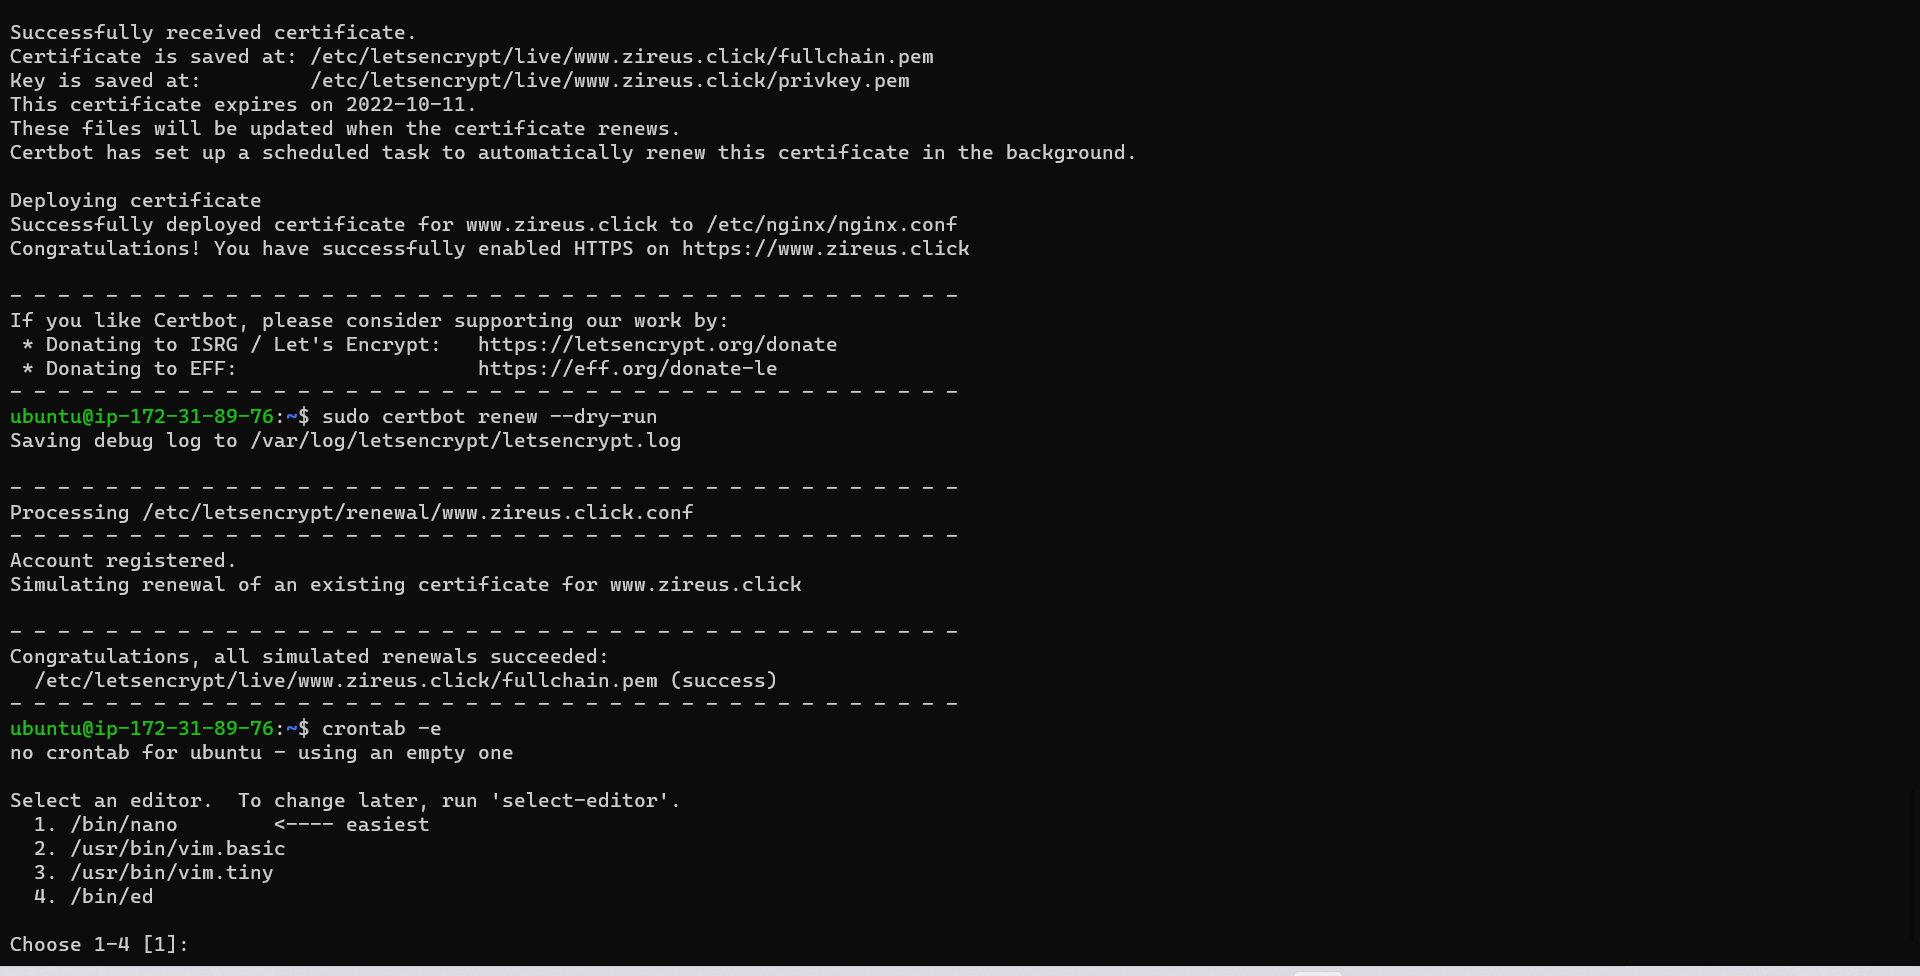 Successfully received certificate.
Certificate is saved at: /etc/letsencrypt/live/www.zireus.click/fullchain.pem
Key is saved at:         /etc/letsencrypt/live/www.zireus.click/privkey.pem
This certificate expires on 2022-10-11.
These files will be updated when the certificate renews.
Certbot has set up a scheduled task to automatically renew this certificate in the background.
Deploying certificate
Successfully deployed certificate for www.zireus.click to /etc/nginx/nginx.conf
Congratulations! You have successfully enabled HTTPS on https://www.zireus.click
- - - - - - - - - - - - - - - - - - - - - - - - - - - - - - - - - - - - - - - -
If you like Certbot, please consider supporting our work by:
 * Donating to ISRG / Let's Encrypt:   https://letsencrypt.org/donate
 * Donating to EFF:                    https://eff.org/donate-le
- - - - - - - - - - - - - - - - - - - - - - - - - - - - - - - - - - - - - - - -
ubuntu@ip-172-31-89-76:~$ sudo certbot renew --dry-run
Saving debug log to /var/log/letsencrypt/letsencrypt.log
- - - - - - - - - - - - - - - - - - - - - - - - - - - - - - - - - - - - - - - -
Processing /etc/letsencrypt/renewal/www.zireus.click.conf
- - - - - - - - - - - - - - - - - - - - - - - - - - - - - - - - - - - - - - - -
Account registered.
Simulating renewal of an existing certificate for www.zireus.click
- - - - - - - - - - - - - - - - - - - - - - - - - - - - - - - - - - - - - - - -
Congratulations, all simulated renewals succeeded:
  /etc/letsencrypt/live/www.zireus.click/fullchain.pem (success)
- - - - - - - - - - - - - - - - - - - - - - - - - - - - - - - - - - - - - - - -
ubuntu@ip-172-31-89-76:~$ crontab -e
no crontab for ubuntu - using an empty one
Select an editor.  To change later, run 'select-editor'.
  1. /bin/nano        <---- easiest
  2. /usr/bin/vim.basic
  3. /usr/bin/vim.tiny
  4. /bin/ed
Choose 1-4 [1]: